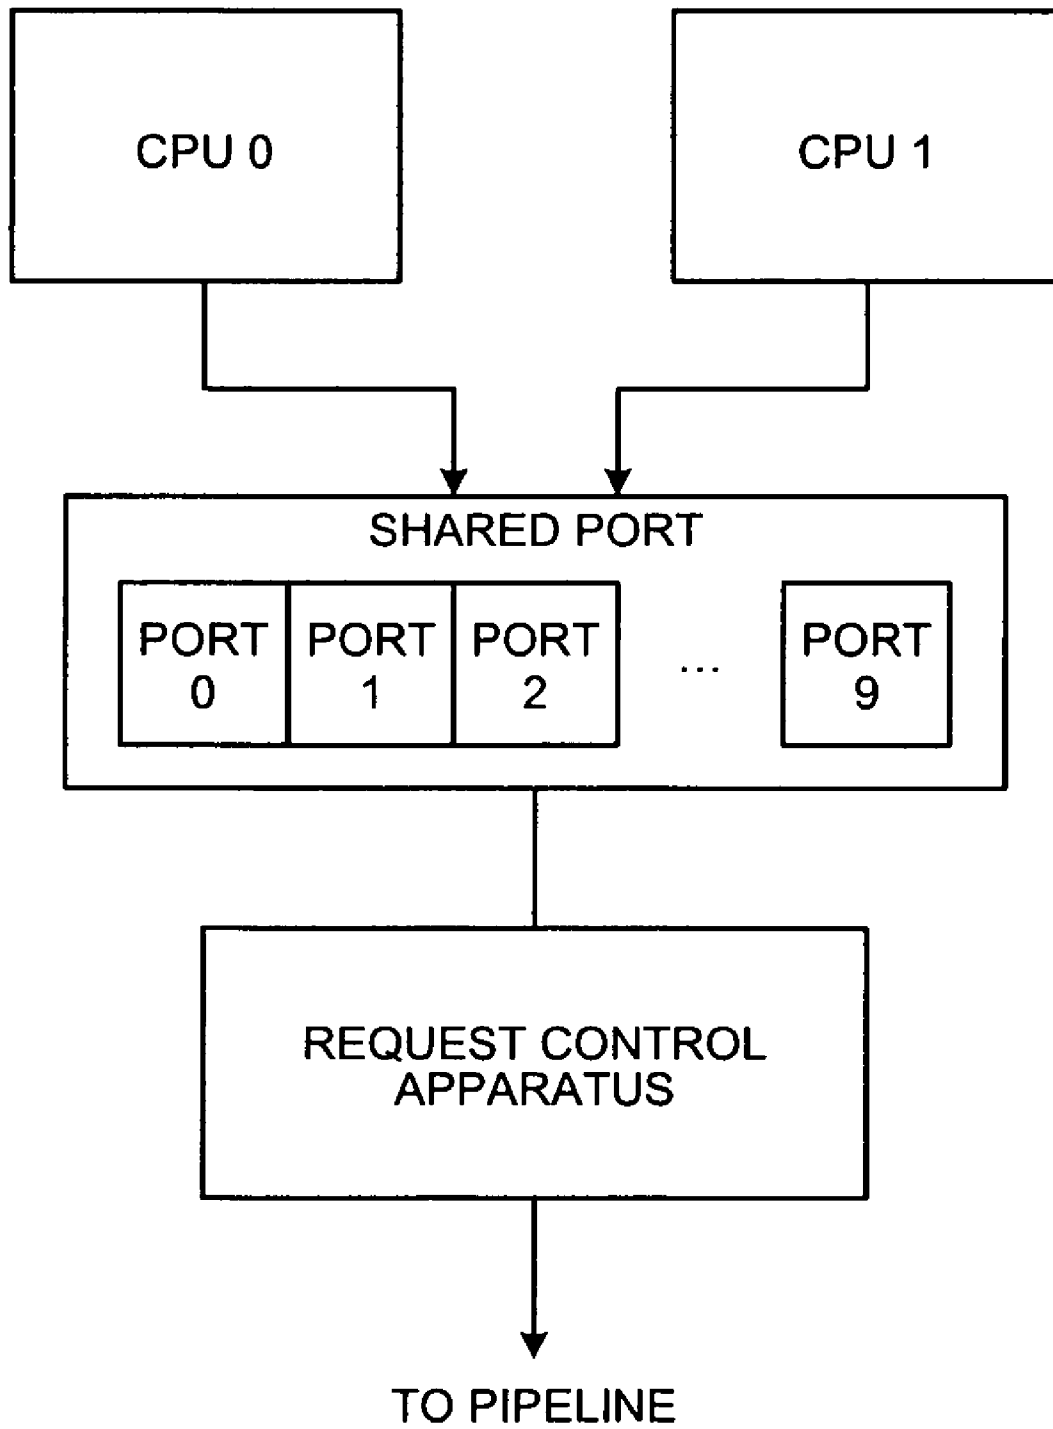 CPU 0
CPU 1
SHARED PORT
PORT 0
PORT 1
PORT 2
...
PORT 9
REQUEST CONTROL
APPARATUS
TO PIPELINE